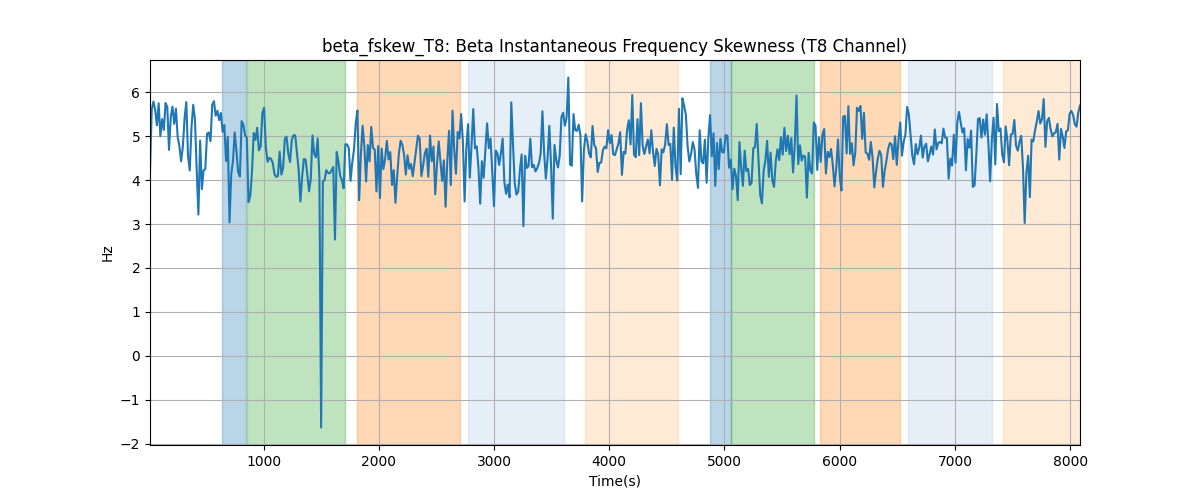 beta_fskew_T8: Beta Instantaneous Frequency Skewness (T8 Channel)
Hz
6
5
4
3
2
1
0
−1
−2
1000 2000 3000 4000 5000 6000 7000 8000
Time(s)